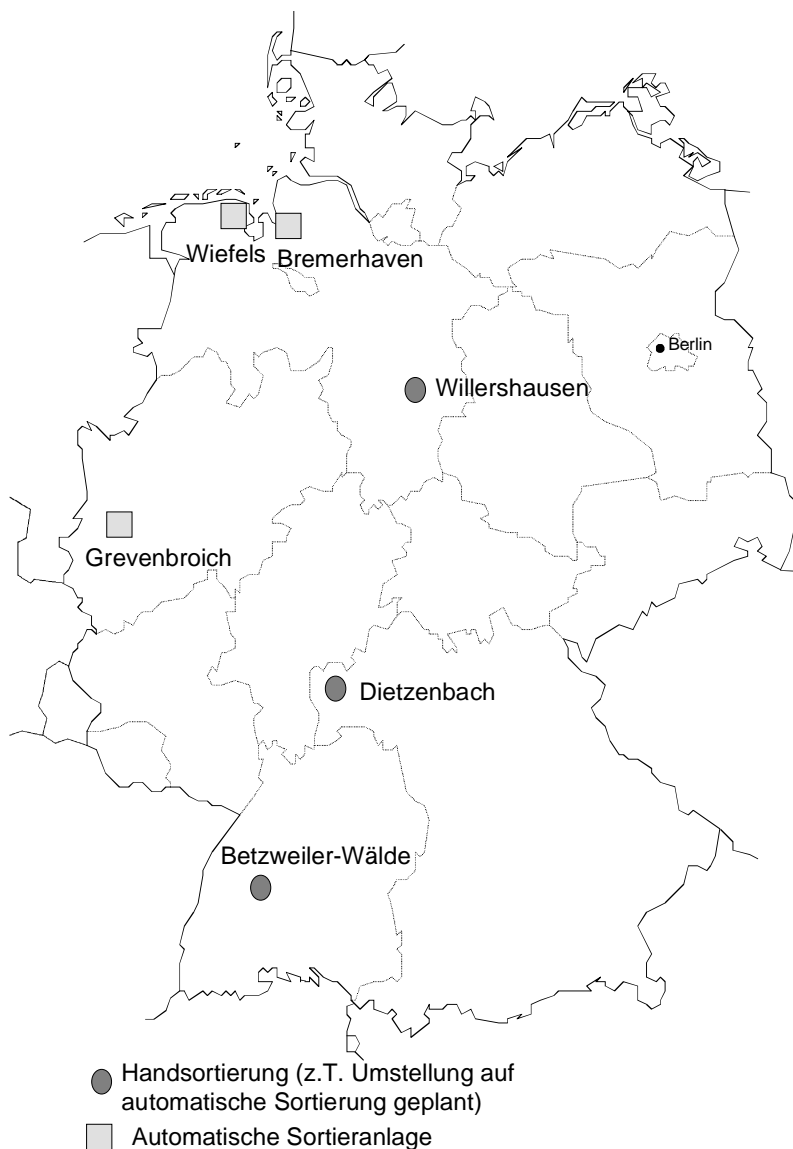 Wiefels
Bremerhaven
Berlin
Willershausen
Grevenbroich
Dietzenbach
Betzweiler-Wälde
Handsortierung (z.T. Umstellung auf
automatische Sortierung geplant)
Automatische Sortieranlage